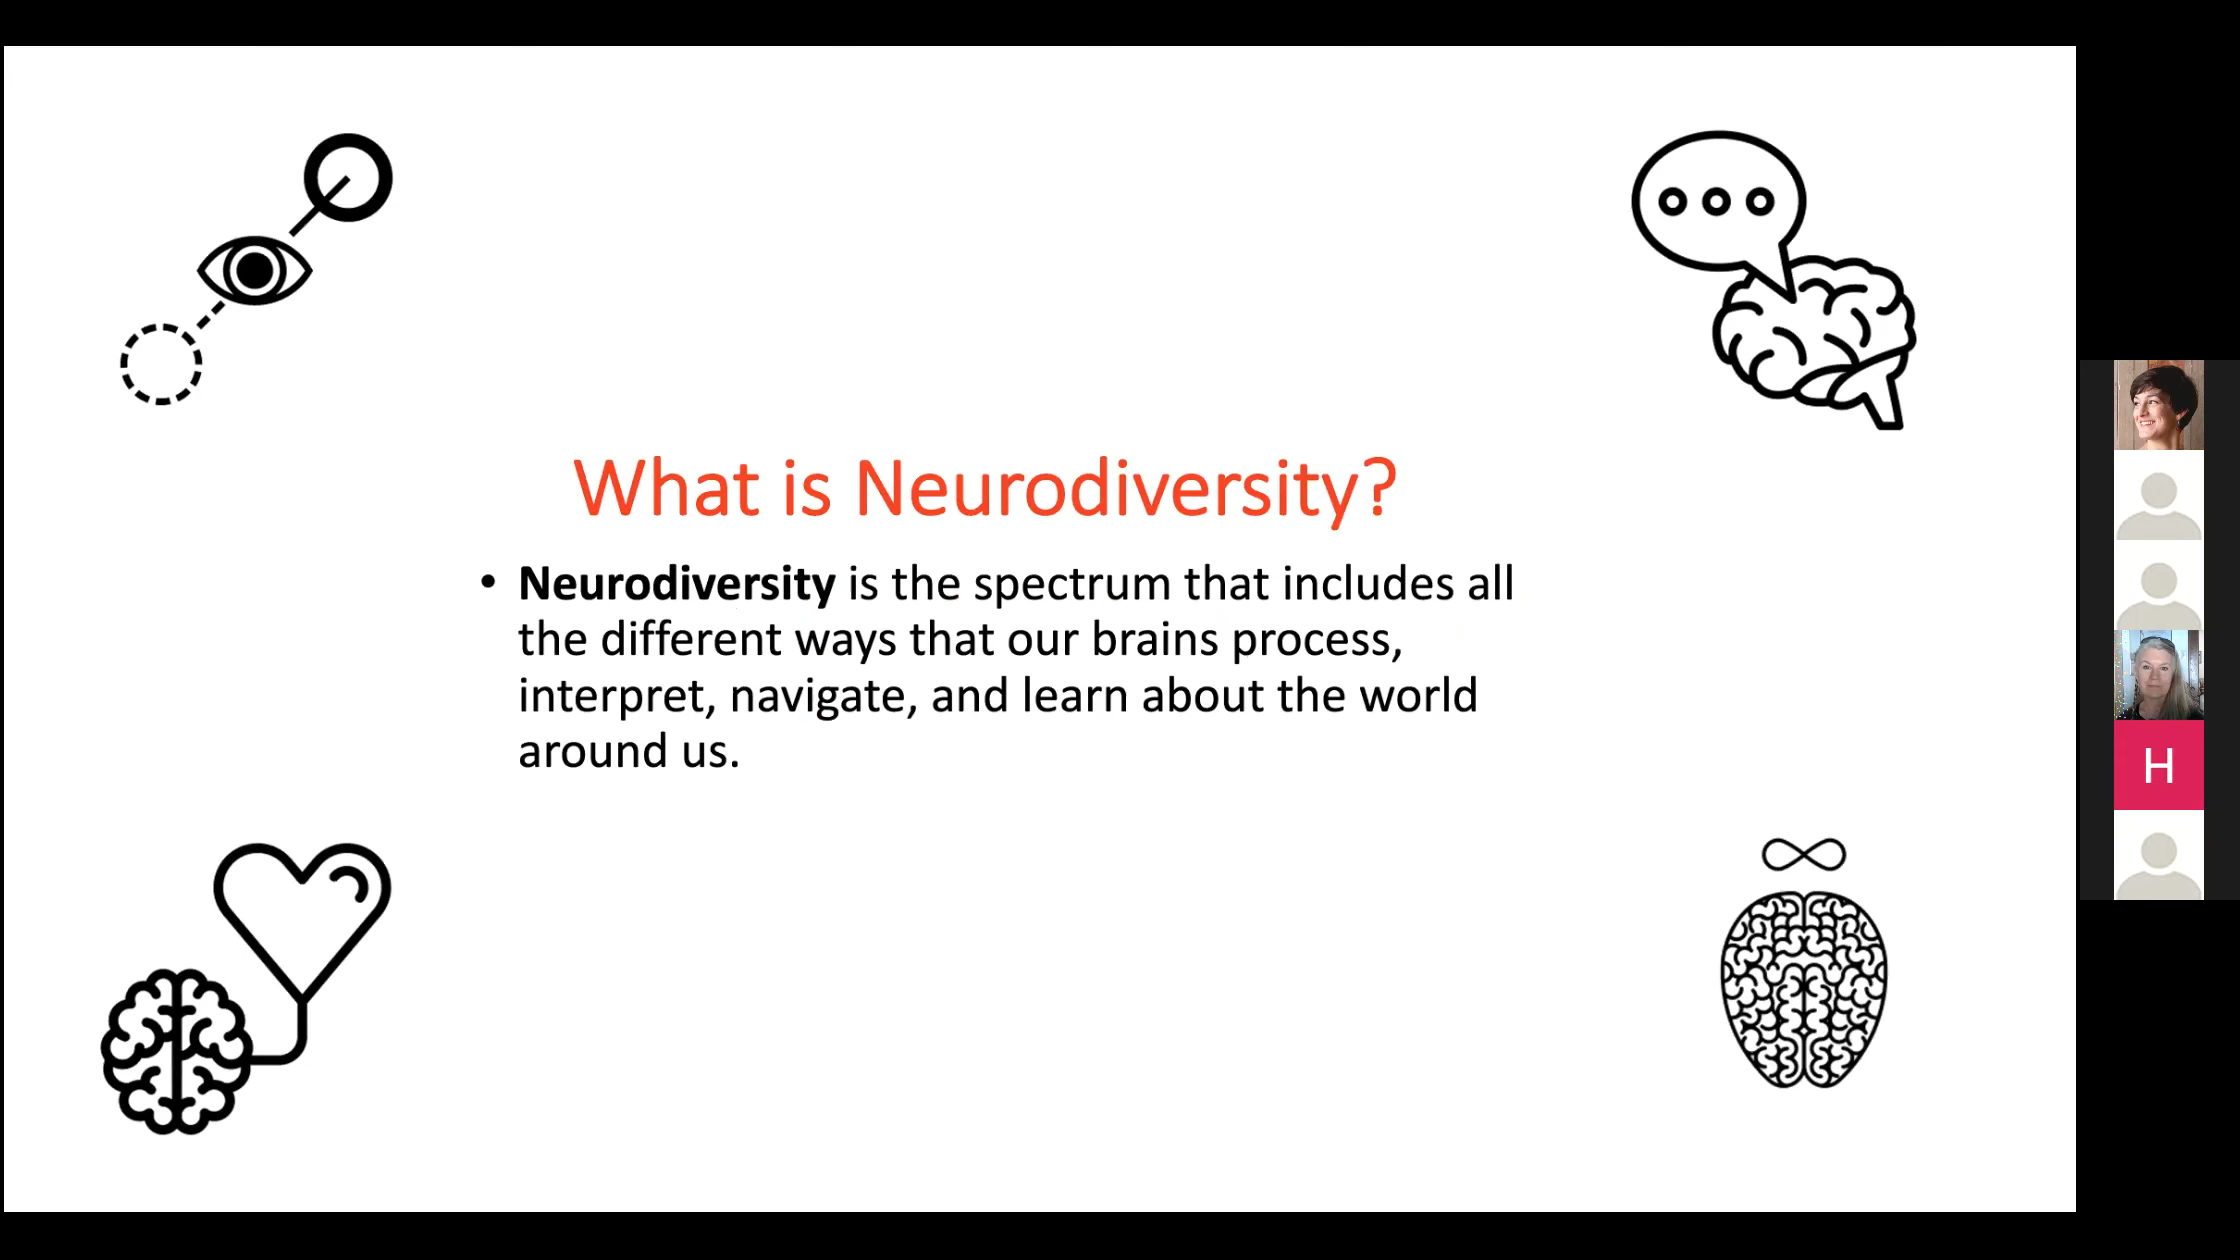 What is Neurodiversity?
• Neurodiversity is the spectrum that includes all
the different ways that our brains process,
interpret, navigate, and learn about the world
around us.
H